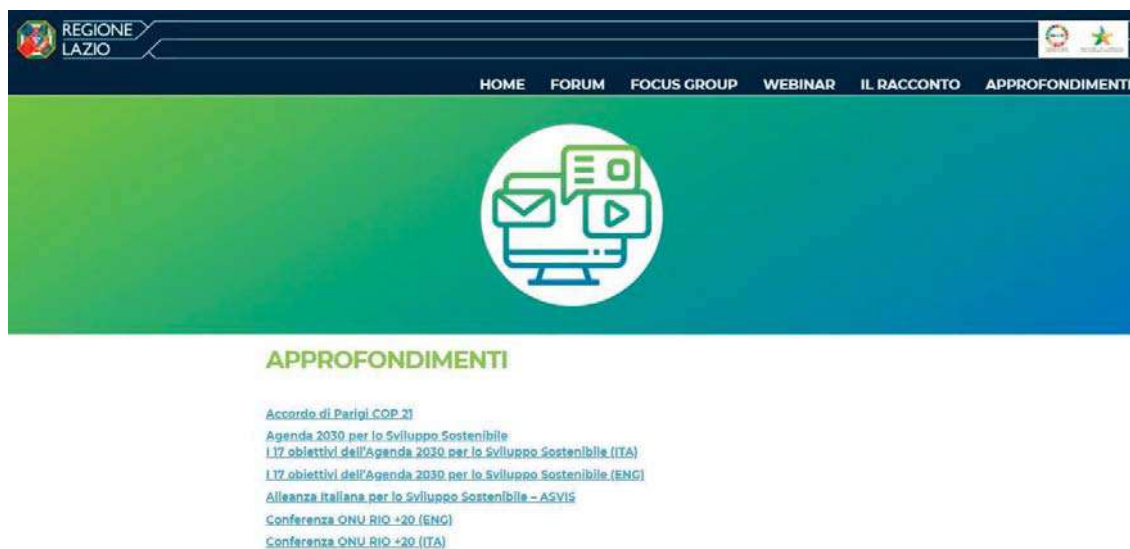 REGIONE
LAZIO
HOME FORUM FOCUS GROUP WEBINAR IL RACCONTO APPROFONDIMENTI
APPROFONDIMENTI
Accordo di Parigi COP 21
Agenda 2030 per lo Sviluppo Sostenibile
I 17 obiettivi dell'Agenda 2030 per lo Sviluppo Sostenibile (ITA)
I 17 obiettivi dell'Agenda 2030 per lo Sviluppo Sostenibile (ENG)
Alleanza Italiana per lo Sviluppo Sostenibile – ASVIS
Conferenza ONU RIO +20 (ENG)
Conferenza ONU RIO +20 (ITA)